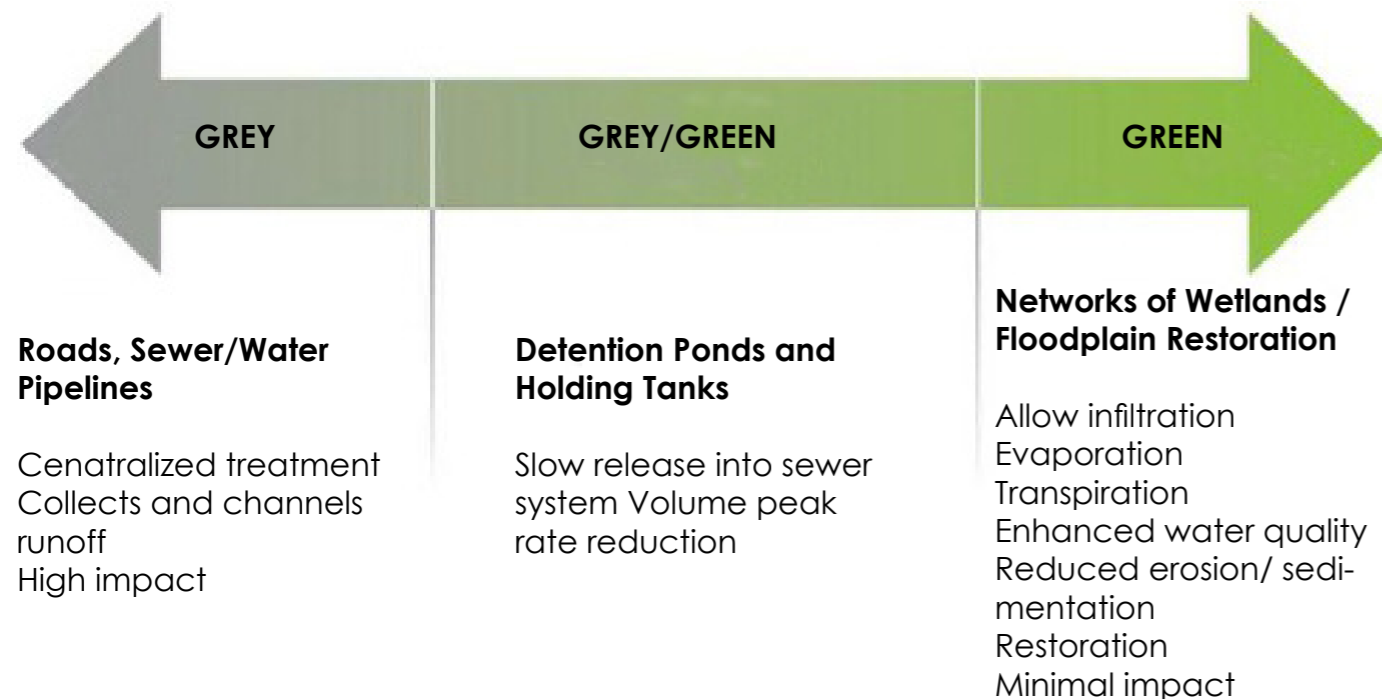 GREY
GREY/GREEN
GREEN
Roads, Sewer/Water
Pipelines
Cenatralized treatment
Collects and channels
runoff
High impact
Detention Ponds and
Holding Tanks
Slow release into sewer
system Volume peak
rate reduction
Networks of Wetlands /
Floodplain Restoration
Allow infiltration
Evaporation
Transpiration
Enhanced water quality
Reduced erosion/ sedi-
mentation
Restoration
Minimal impact